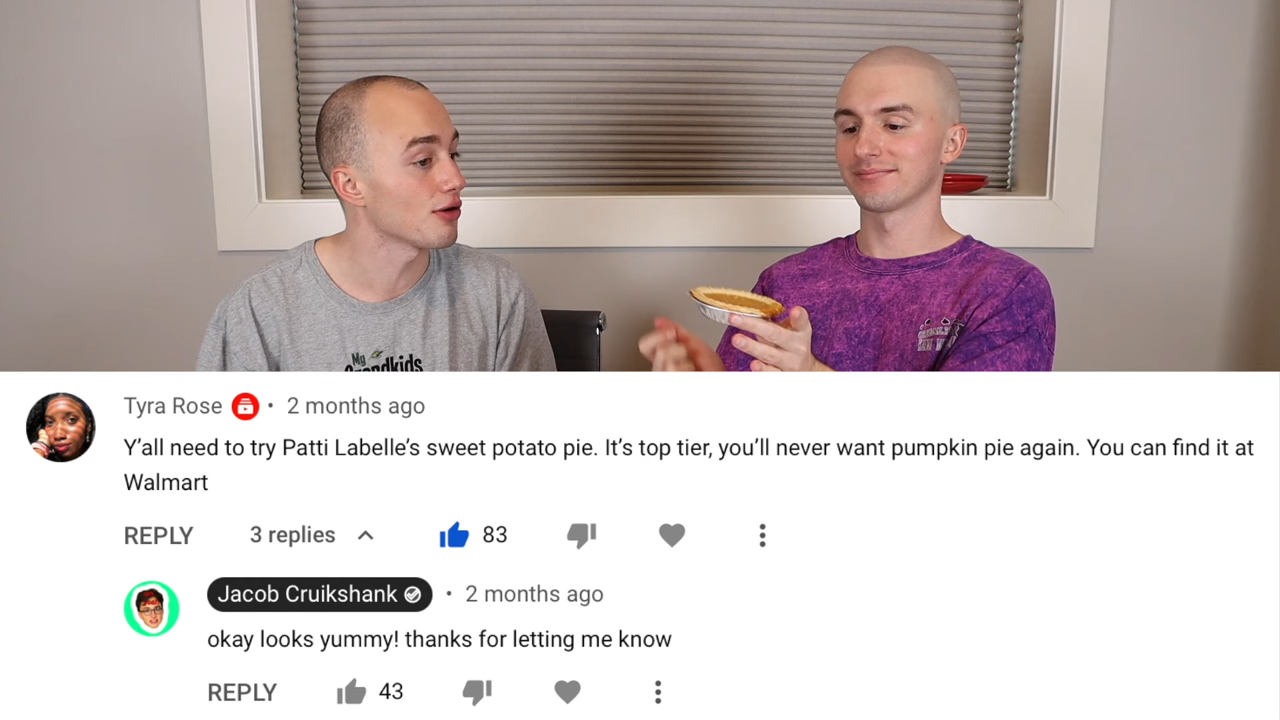 My
Grandkids
Tyra Rose • 2 months ago
Y'all need to try Patti Labelle's sweet potato pie. It's top tier, you'll never want pumpkin pie again. You can find it at
Walmart
REPLY 3 replies 83
Jacob Cruikshank • 2 months ago
okay looks yummy! thanks for letting me know
REPLY 43